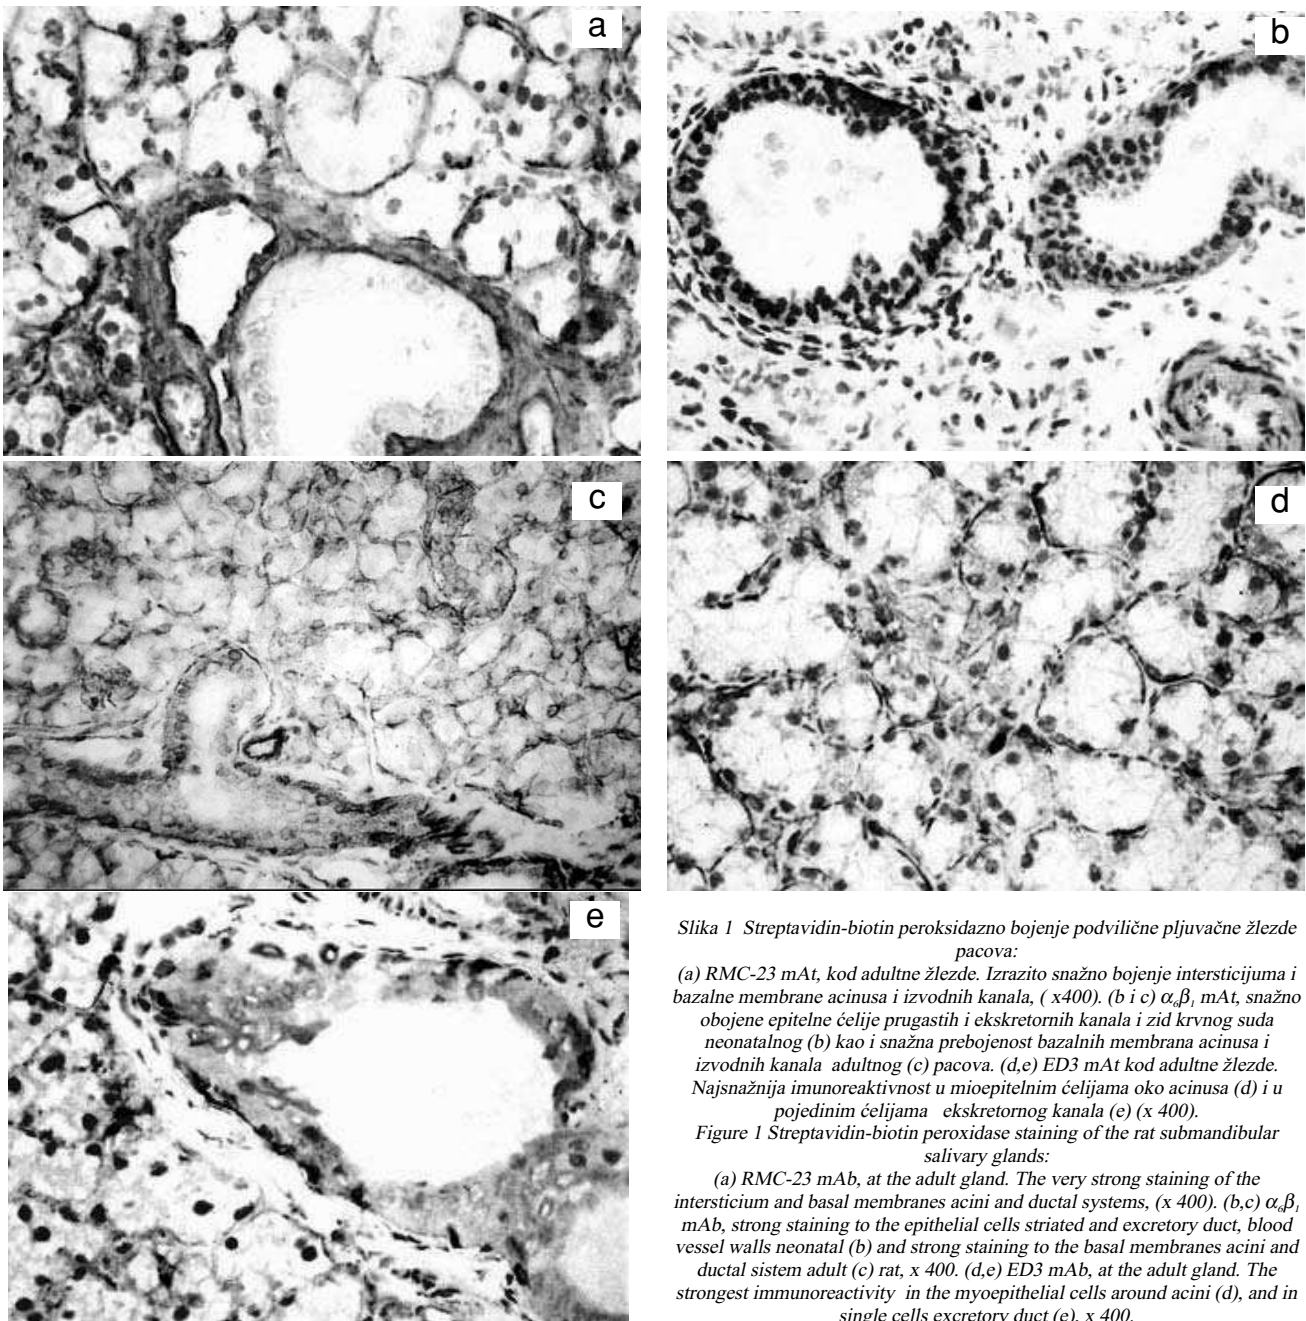 a
b
c
d
e
Slika 1 Streptavidin-biotin peroksidazno bojenje podvilične pljuvačne žlezde
pacova:
(a) RMC-23 mAt, kod adultne žlezde. Izrazito snažno bojenje intersticijuma i
bazalne membrane acinusa i izvodnih kanala, ( x400). (b i c) α₆β₁ mAt, snažno
obojene epitelne ćelije prugastih i ekskretornih kanala i zid krvnog suda
neonatalnog (b) kao i snažna prebojenost bazalnih membrana acinusa i
izvodnih kanala adultnog (c) pacova. (d,e) ED3 mAt kod adultne žlezde.
Najsnažnija imunoreaktivnost u mioepitelnim ćelijama oko acinusa (d) i u
pojedinim ćelijama ekskretornog kanala (e) (x 400).
Figure 1 Streptavidin-biotin peroxidase staining of the rat submandibular
salivary glands:
(a) RMC-23 mAb, at the adult gland. The very strong staining of the
intersticium and basal membranes acini and ductal systems, (x 400). (b,c) α₆β₁
mAb, strong staining to the epithelial cells striated and excretory duct, blood
vessel walls neonatal (b) and strong staining to the basal membranes acini and
ductal sistem adult (c) rat, x 400. (d,e) ED3 mAb, at the adult gland. The
strongest immunoreactivity in the myoepithelial cells around acini (d), and in
single cells excretory duct (e), x 400.